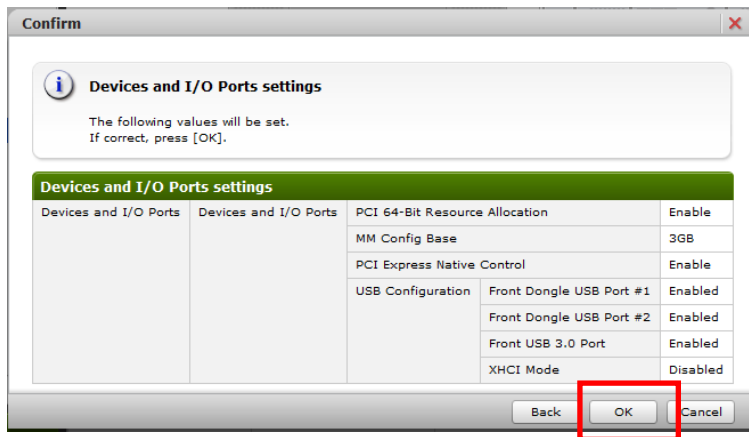 Confirm
Devices and I/O Ports settings
The following values will be set.
If correct, press [OK].
Devices and I/O Ports settings
Devices and I/O Ports Devices and I/O Ports PCI 64-Bit Resource Allocation Enable
MM Config Base 3GB
PCI Express Native Control Enable
USB Configuration Front Dongle USB Port #1 Enabled
Front Dongle USB Port #2 Enabled
Front USB 3.0 Port Enabled
XHCI Mode Disabled
Back OK Cancel